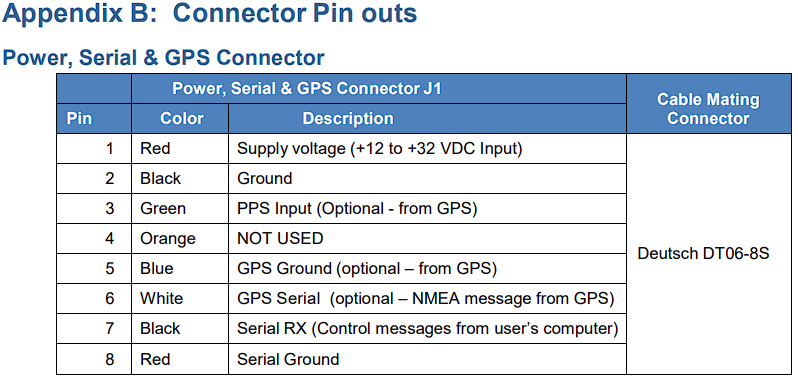 Appendix B: Connector Pin outs
Power, Serial & GPS Connector
Power, Serial & GPS Connector J1
Cable Mating
Connector
Pin Color Description
1 Red Supply voltage (+12 to +32 VDC Input)
2 Black Ground
3 Green PPS Input (Optional - from GPS)
4 Orange NOT USED
5 Blue GPS Ground (optional – from GPS)
6 White GPS Serial (optional – NMEA message from GPS)
7 Black Serial RX (Control messages from user’s computer)
8 Red Serial Ground
Deutsch DT06-8S